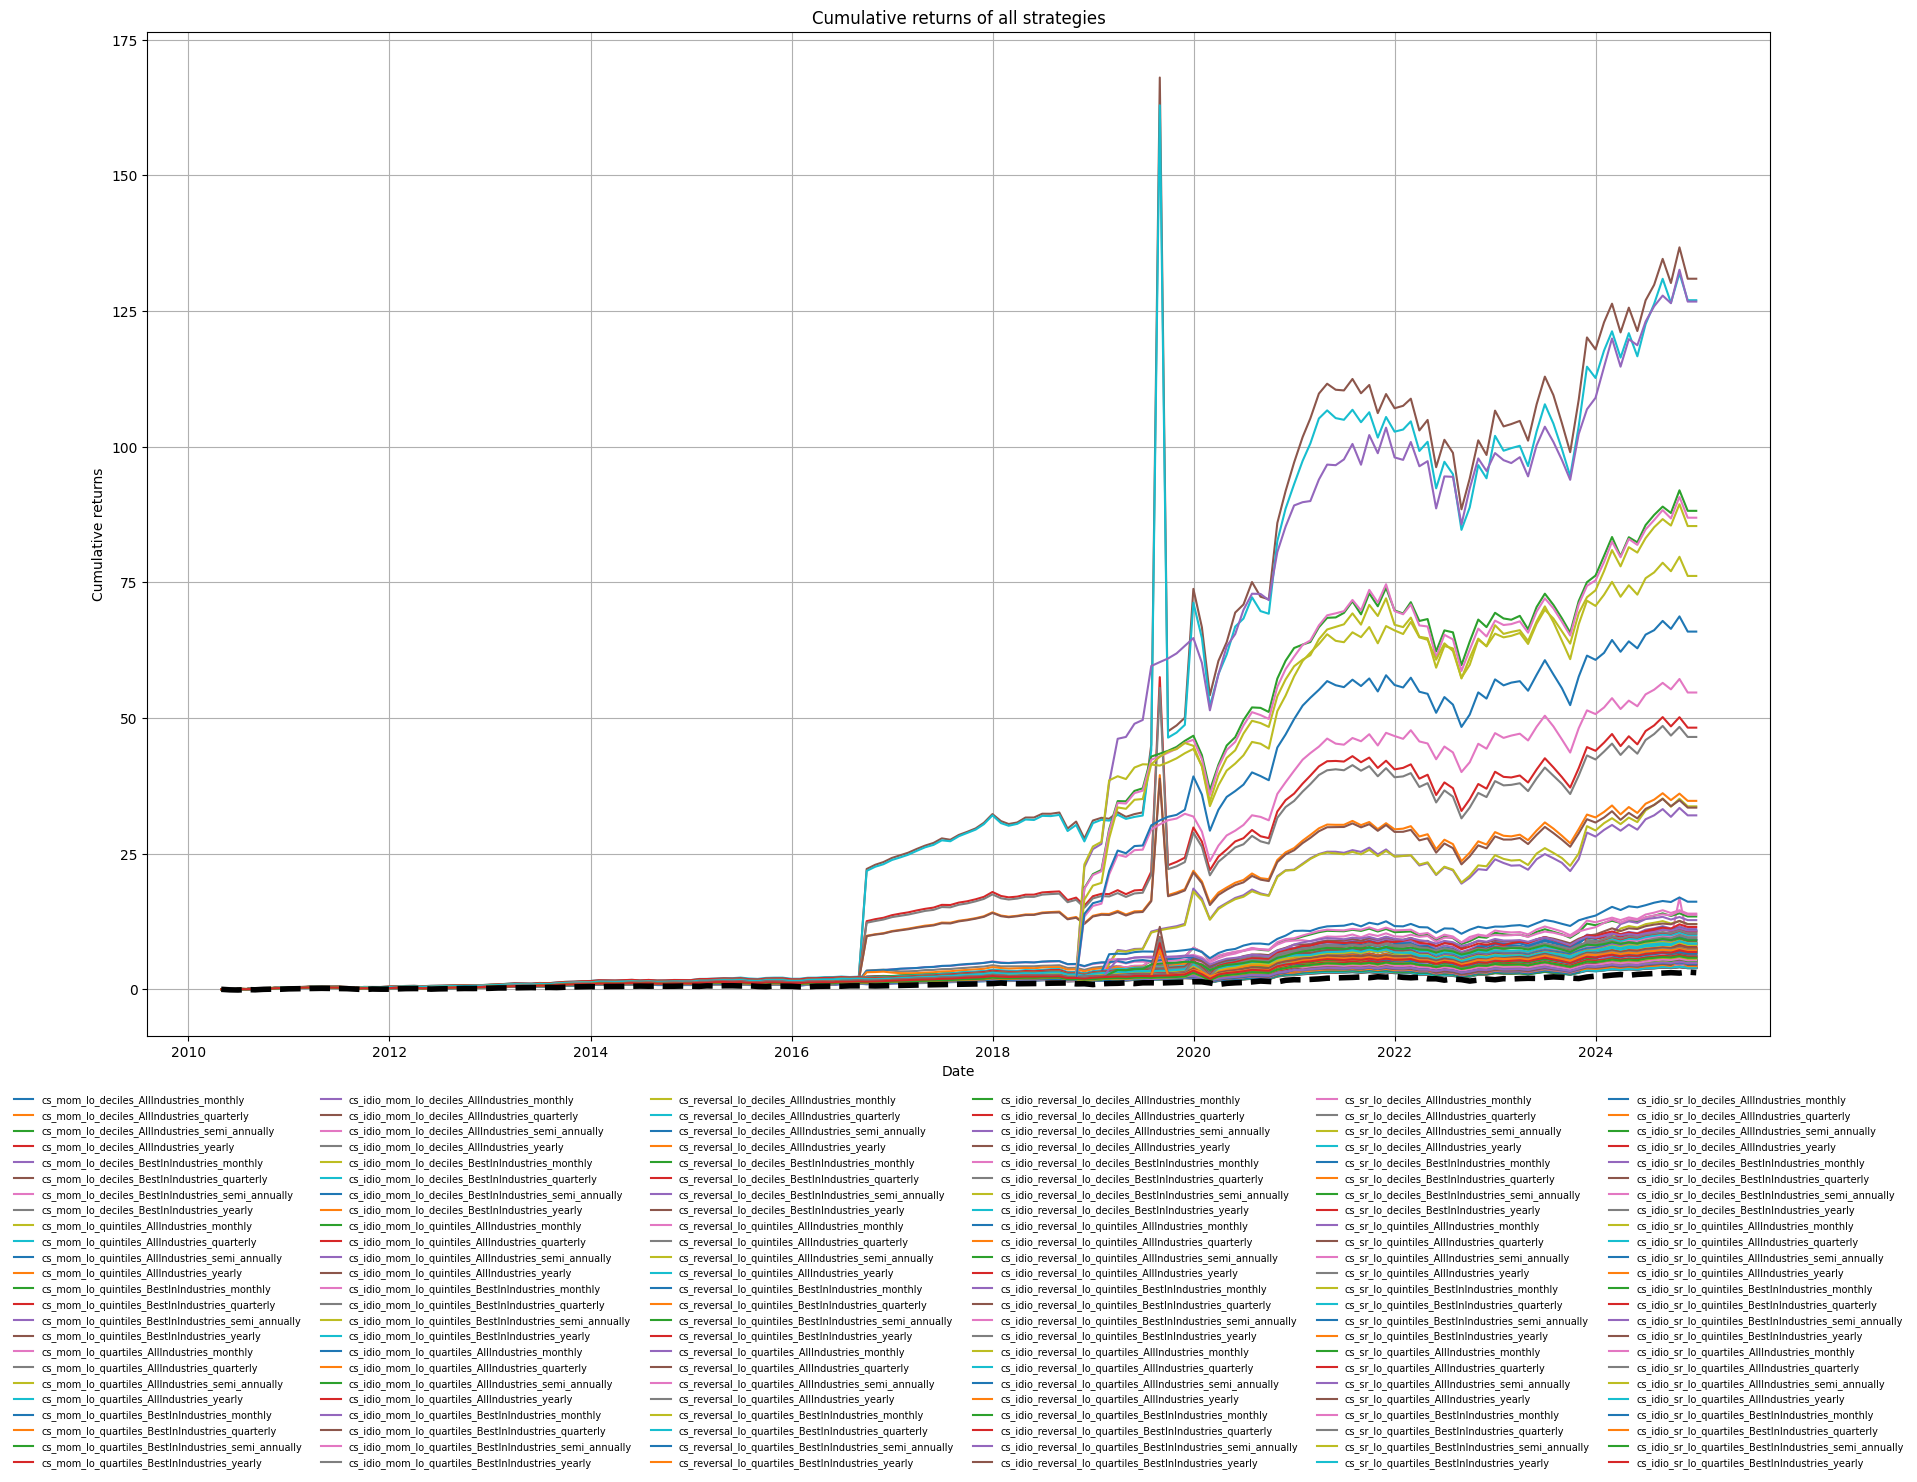 Cumulative returns of all strategies
175
150
125
100
75
50
25
0
Cumulative returns
2010 2012 2014 2016 2018 2020 2022 2024
Date
cs_mom_lo_deciles_AllIndustries_monthly
cs_mom_lo_deciles_AllIndustries_quarterly
cs_mom_lo_deciles_AllIndustries_semi_annually
cs_mom_lo_deciles_AllIndustries_yearly
cs_mom_lo_deciles_BestInIndustries_monthly
cs_mom_lo_deciles_BestInIndustries_quarterly
cs_mom_lo_deciles_BestInIndustries_semi_annually
cs_mom_lo_deciles_BestInIndustries_yearly
cs_mom_lo_quintiles_AllIndustries_monthly
cs_mom_lo_quintiles_AllIndustries_quarterly
cs_mom_lo_quintiles_AllIndustries_semi_annually
cs_mom_lo_quintiles_AllIndustries_yearly
cs_mom_lo_quintiles_BestInIndustries_monthly
cs_mom_lo_quintiles_BestInIndustries_quarterly
cs_mom_lo_quintiles_BestInIndustries_semi_annually
cs_mom_lo_quintiles_BestInIndustries_yearly
cs_mom_lo_quartiles_AllIndustries_monthly
cs_mom_lo_quartiles_AllIndustries_quarterly
cs_mom_lo_quartiles_AllIndustries_semi_annually
cs_mom_lo_quartiles_AllIndustries_yearly
cs_mom_lo_quartiles_BestInIndustries_monthly
cs_mom_lo_quartiles_BestInIndustries_quarterly
cs_mom_lo_quartiles_BestInIndustries_semi_annually
cs_mom_lo_quartiles_BestInIndustries_yearly
cs_idio_mom_lo_deciles_AllIndustries_monthly
cs_idio_mom_lo_deciles_AllIndustries_quarterly
cs_idio_mom_lo_deciles_AllIndustries_semi_annually
cs_idio_mom_lo_deciles_AllIndustries_yearly
cs_idio_mom_lo_deciles_BestInIndustries_monthly
cs_idio_mom_lo_deciles_BestInIndustries_quarterly
cs_idio_mom_lo_deciles_BestInIndustries_semi_annually
cs_idio_mom_lo_deciles_BestInIndustries_yearly
cs_idio_mom_lo_quintiles_AllIndustries_monthly
cs_idio_mom_lo_quintiles_AllIndustries_quarterly
cs_idio_mom_lo_quintiles_AllIndustries_semi_annually
cs_idio_mom_lo_quintiles_AllIndustries_yearly
cs_idio_mom_lo_quintiles_BestInIndustries_monthly
cs_idio_mom_lo_quintiles_BestInIndustries_quarterly
cs_idio_mom_lo_quintiles_BestInIndustries_semi_annually
cs_idio_mom_lo_quintiles_BestInIndustries_yearly
cs_idio_mom_lo_quartiles_AllIndustries_monthly
cs_idio_mom_lo_quartiles_AllIndustries_quarterly
cs_idio_mom_lo_quartiles_AllIndustries_semi_annually
cs_idio_mom_lo_quartiles_AllIndustries_yearly
cs_idio_mom_lo_quartiles_BestInIndustries_monthly
cs_idio_mom_lo_quartiles_BestInIndustries_quarterly
cs_idio_mom_lo_quartiles_BestInIndustries_semi_annually
cs_idio_mom_lo_quartiles_BestInIndustries_yearly
cs_reversal_lo_deciles_AllIndustries_monthly
cs_reversal_lo_deciles_AllIndustries_quarterly
cs_reversal_lo_deciles_AllIndustries_semi_annually
cs_reversal_lo_deciles_AllIndustries_yearly
cs_reversal_lo_deciles_BestInIndustries_monthly
cs_reversal_lo_deciles_BestInIndustries_quarterly
cs_reversal_lo_deciles_BestInIndustries_semi_annually
cs_reversal_lo_deciles_BestInIndustries_yearly
cs_reversal_lo_quintiles_AllIndustries_monthly
cs_reversal_lo_quintiles_AllIndustries_quarterly
cs_reversal_lo_quintiles_AllIndustries_semi_annually
cs_reversal_lo_quintiles_AllIndustries_yearly
cs_reversal_lo_quintiles_BestInIndustries_monthly
cs_reversal_lo_quintiles_BestInIndustries_quarterly
cs_reversal_lo_quintiles_BestInIndustries_semi_annually
cs_reversal_lo_quintiles_BestInIndustries_yearly
cs_reversal_lo_quartiles_AllIndustries_monthly
cs_reversal_lo_quartiles_AllIndustries_quarterly
cs_reversal_lo_quartiles_AllIndustries_semi_annually
cs_reversal_lo_quartiles_AllIndustries_yearly
cs_reversal_lo_quartiles_BestInIndustries_monthly
cs_reversal_lo_quartiles_BestInIndustries_quarterly
cs_reversal_lo_quartiles_BestInIndustries_semi_annually
cs_reversal_lo_quartiles_BestInIndustries_yearly
cs_idio_reversal_lo_deciles_AllIndustries_monthly
cs_idio_reversal_lo_deciles_AllIndustries_quarterly
cs_idio_reversal_lo_deciles_AllIndustries_semi_annually
cs_idio_reversal_lo_deciles_AllIndustries_yearly
cs_idio_reversal_lo_deciles_BestInIndustries_monthly
cs_idio_reversal_lo_deciles_BestInIndustries_quarterly
cs_idio_reversal_lo_deciles_BestInIndustries_semi_annually
cs_idio_reversal_lo_deciles_BestInIndustries_yearly
cs_idio_reversal_lo_quintiles_AllIndustries_monthly
cs_idio_reversal_lo_quintiles_AllIndustries_quarterly
cs_idio_reversal_lo_quintiles_AllIndustries_semi_annually
cs_idio_reversal_lo_quintiles_AllIndustries_yearly
cs_idio_reversal_lo_quintiles_BestInIndustries_monthly
cs_idio_reversal_lo_quintiles_BestInIndustries_quarterly
cs_idio_reversal_lo_quintiles_BestInIndustries_semi_annually
cs_idio_reversal_lo_quintiles_BestInIndustries_yearly
cs_idio_reversal_lo_quartiles_AllIndustries_monthly
cs_idio_reversal_lo_quartiles_AllIndustries_quarterly
cs_idio_reversal_lo_quartiles_AllIndustries_semi_annually
cs_idio_reversal_lo_quartiles_AllIndustries_yearly
cs_idio_reversal_lo_quartiles_BestInIndustries_monthly
cs_idio_reversal_lo_quartiles_BestInIndustries_quarterly
cs_idio_reversal_lo_quartiles_BestInIndustries_semi_annually
cs_idio_reversal_lo_quartiles_BestInIndustries_yearly
cs_sr_lo_deciles_AllIndustries_monthly
cs_sr_lo_deciles_AllIndustries_quarterly
cs_sr_lo_deciles_AllIndustries_semi_annually
cs_sr_lo_deciles_AllIndustries_yearly
cs_sr_lo_deciles_BestInIndustries_monthly
cs_sr_lo_deciles_BestInIndustries_quarterly
cs_sr_lo_deciles_BestInIndustries_semi_annually
cs_sr_lo_deciles_BestInIndustries_yearly
cs_sr_lo_quintiles_AllIndustries_monthly
cs_sr_lo_quintiles_AllIndustries_quarterly
cs_sr_lo_quintiles_AllIndustries_semi_annually
cs_sr_lo_quintiles_AllIndustries_yearly
cs_sr_lo_quintiles_BestInIndustries_monthly
cs_sr_lo_quintiles_BestInIndustries_quarterly
cs_sr_lo_quintiles_BestInIndustries_semi_annually
cs_sr_lo_quintiles_BestInIndustries_yearly
cs_sr_lo_quartiles_AllIndustries_monthly
cs_sr_lo_quartiles_AllIndustries_quarterly
cs_sr_lo_quartiles_AllIndustries_semi_annually
cs_sr_lo_quartiles_AllIndustries_yearly
cs_sr_lo_quartiles_BestInIndustries_monthly
cs_sr_lo_quartiles_BestInIndustries_quarterly
cs_sr_lo_quartiles_BestInIndustries_semi_annually
cs_sr_lo_quartiles_BestInIndustries_yearly
cs_idio_sr_lo_deciles_AllIndustries_monthly
cs_idio_sr_lo_deciles_AllIndustries_quarterly
cs_idio_sr_lo_deciles_AllIndustries_semi_annually
cs_idio_sr_lo_deciles_AllIndustries_yearly
cs_idio_sr_lo_deciles_BestInIndustries_monthly
cs_idio_sr_lo_deciles_BestInIndustries_quarterly
cs_idio_sr_lo_deciles_BestInIndustries_semi_annually
cs_idio_sr_lo_deciles_BestInIndustries_yearly
cs_idio_sr_lo_quintiles_AllIndustries_monthly
cs_idio_sr_lo_quintiles_AllIndustries_quarterly
cs_idio_sr_lo_quintiles_AllIndustries_semi_annually
cs_idio_sr_lo_quintiles_AllIndustries_yearly
cs_idio_sr_lo_quintiles_BestInIndustries_monthly
cs_idio_sr_lo_quintiles_BestInIndustries_quarterly
cs_idio_sr_lo_quintiles_BestInIndustries_semi_annually
cs_idio_sr_lo_quintiles_BestInIndustries_yearly
cs_idio_sr_lo_quartiles_AllIndustries_monthly
cs_idio_sr_lo_quartiles_AllIndustries_quarterly
cs_idio_sr_lo_quartiles_AllIndustries_semi_annually
cs_idio_sr_lo_quartiles_AllIndustries_yearly
cs_idio_sr_lo_quartiles_BestInIndustries_monthly
cs_idio_sr_lo_quartiles_BestInIndustries_quarterly
cs_idio_sr_lo_quartiles_BestInIndustries_semi_annually
cs_idio_sr_lo_quartiles_BestInIndustries_yearly